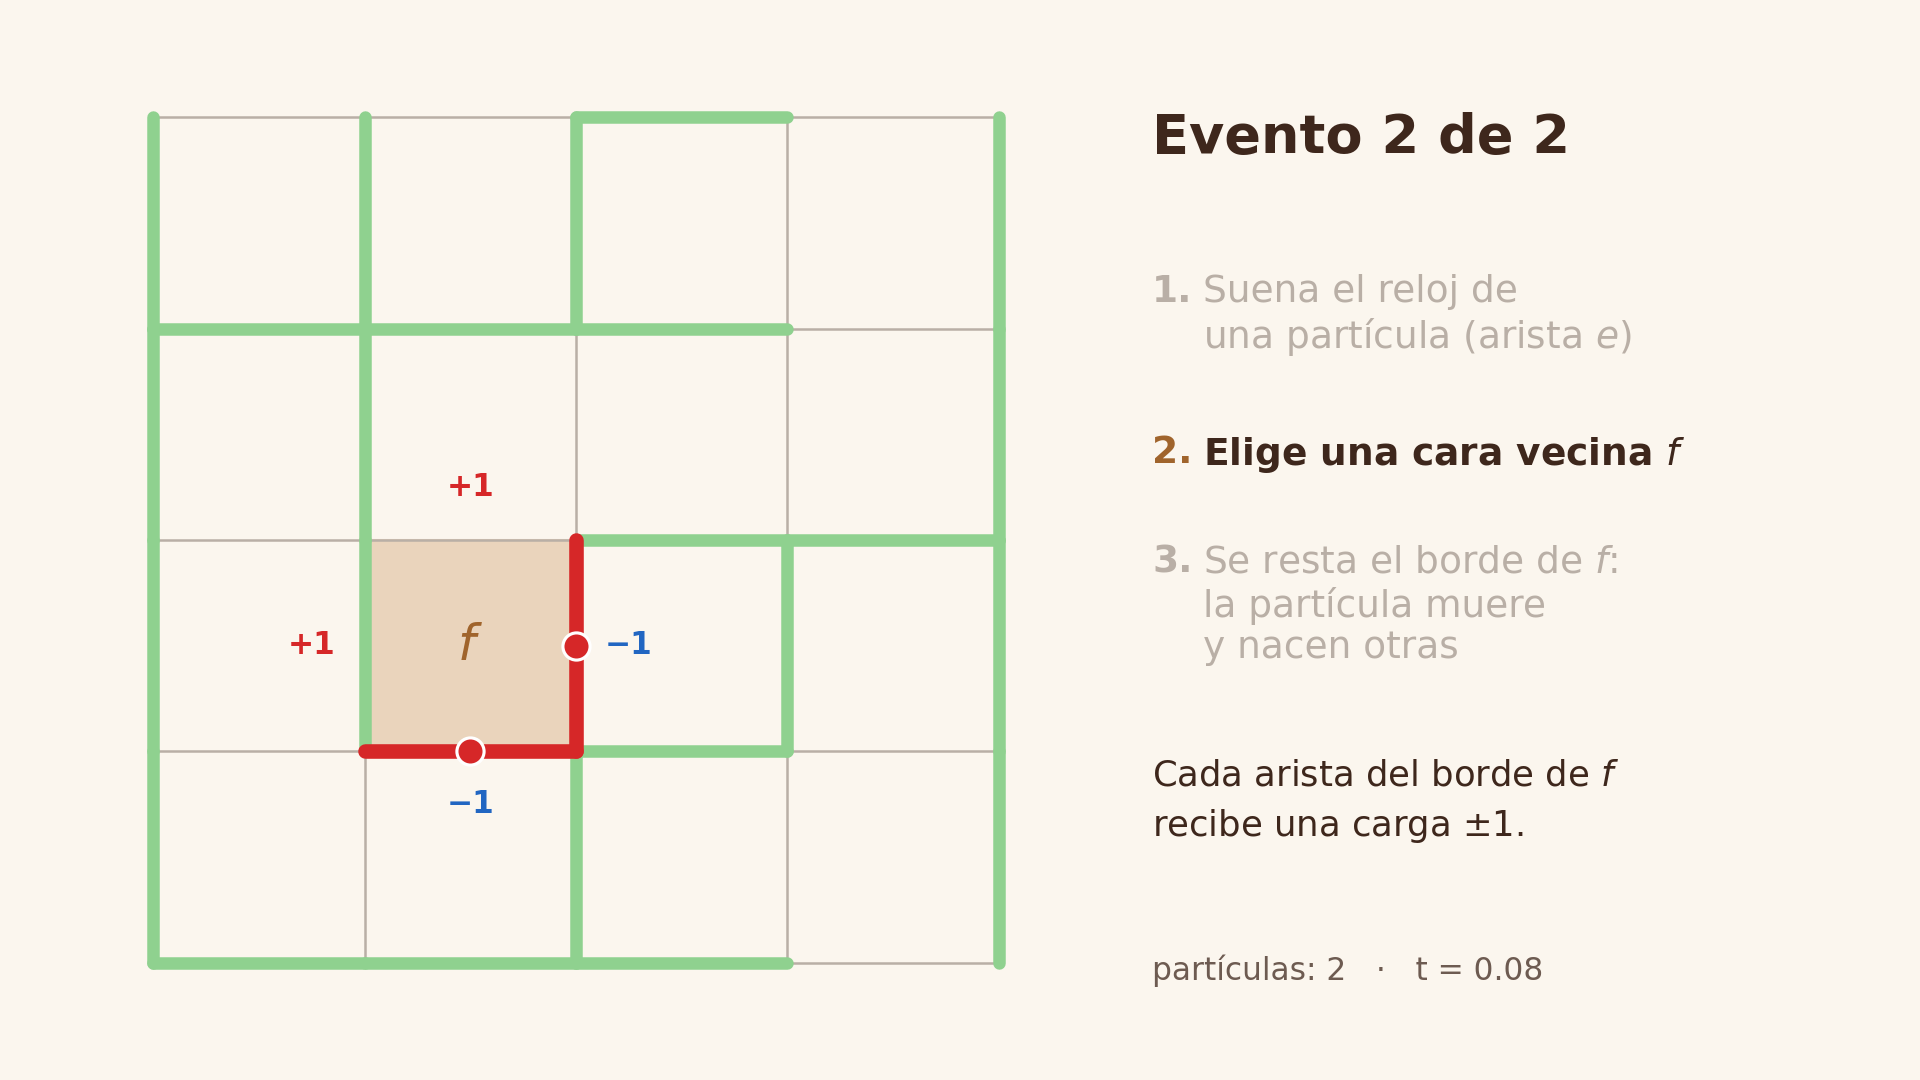 Evento 2 de 2
1. Suena el reloj de
una partícula (arista e)
2. Elige una cara vecina f
3. Se resta el borde de f:
la partícula muere
y nacen otras
Cada arista del borde de f
recibe una carga ±1.
partículas: 2 · t = 0.08
+1
+1
f
−1
−1